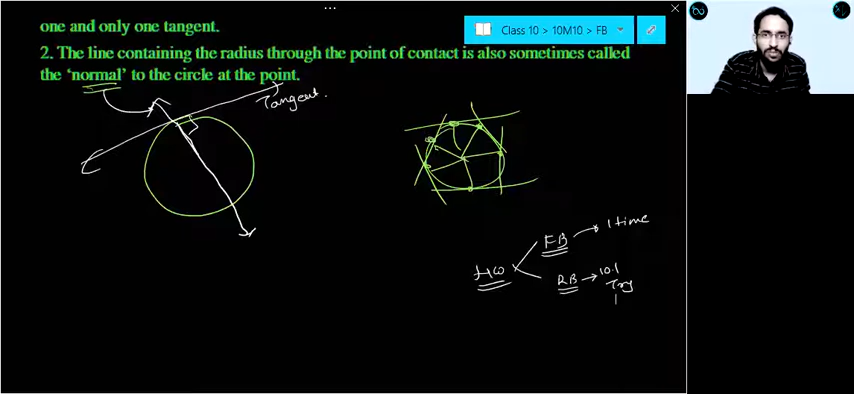 one and only one tangent.
Class 10 > 10M10 > FB
2. The line containing the radius through the point of contact is also sometimes called
the ‘normal’ to the circle at the point.
Tangent.
HW
FB → 1 time
RB → 10.1
Try